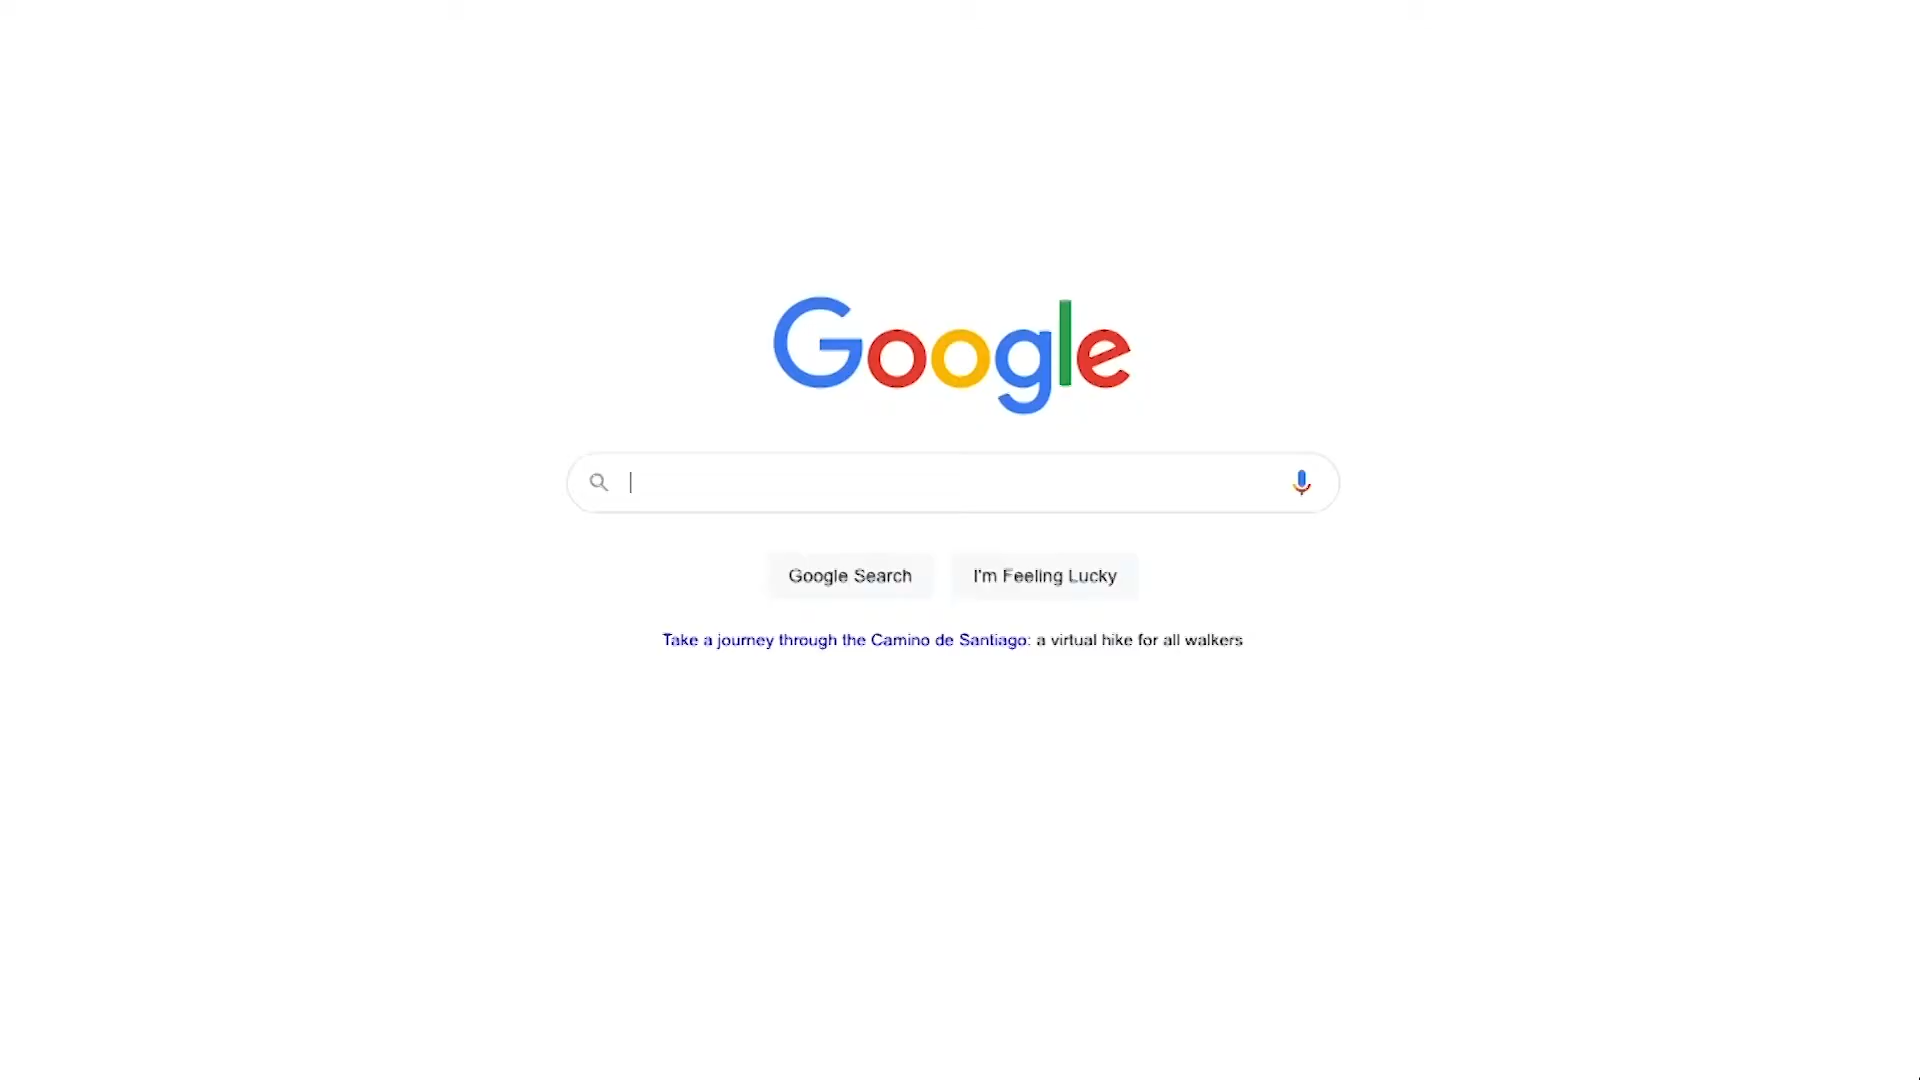 Google
Google Search
I'm Feeling Lucky
Take a journey through the Camino de Santiago: a virtual hike for all walkers